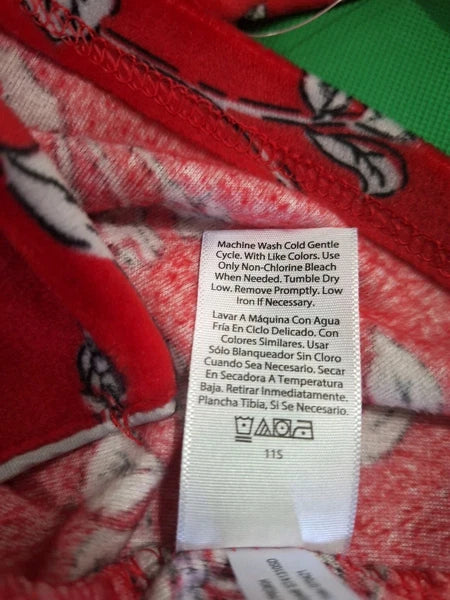 Machine Wash Cold Gentle
Cycle. With Like Colors. Use
Only Non-Chlorine Bleach
When Needed. Tumble Dry
Low. Remove Promptly. Low
Iron If Necessary.
Lavar A Máquina Con Agua
Fría En Ciclo Delicado. Con
Colores Similares. Usar
Sólo Blanqueador Sin Cloro
Cuando Sea Necesario. Secar
En Secadora A Temperatura
Baja. Retirar Inmediatamente.
Plancha Tibia, Si Se Necesario.
11S